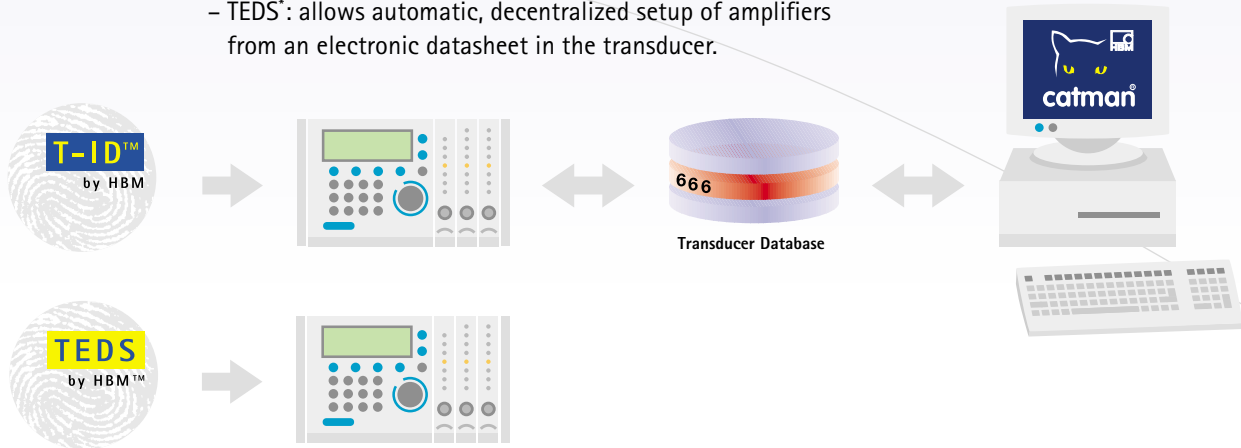 – TEDS*: allows automatic, decentralized setup of amplifiers
from an electronic datasheet in the transducer.
HBM
catman®
T-ID™
by HBM
666
Transducer Database
TEDS
by HBM™